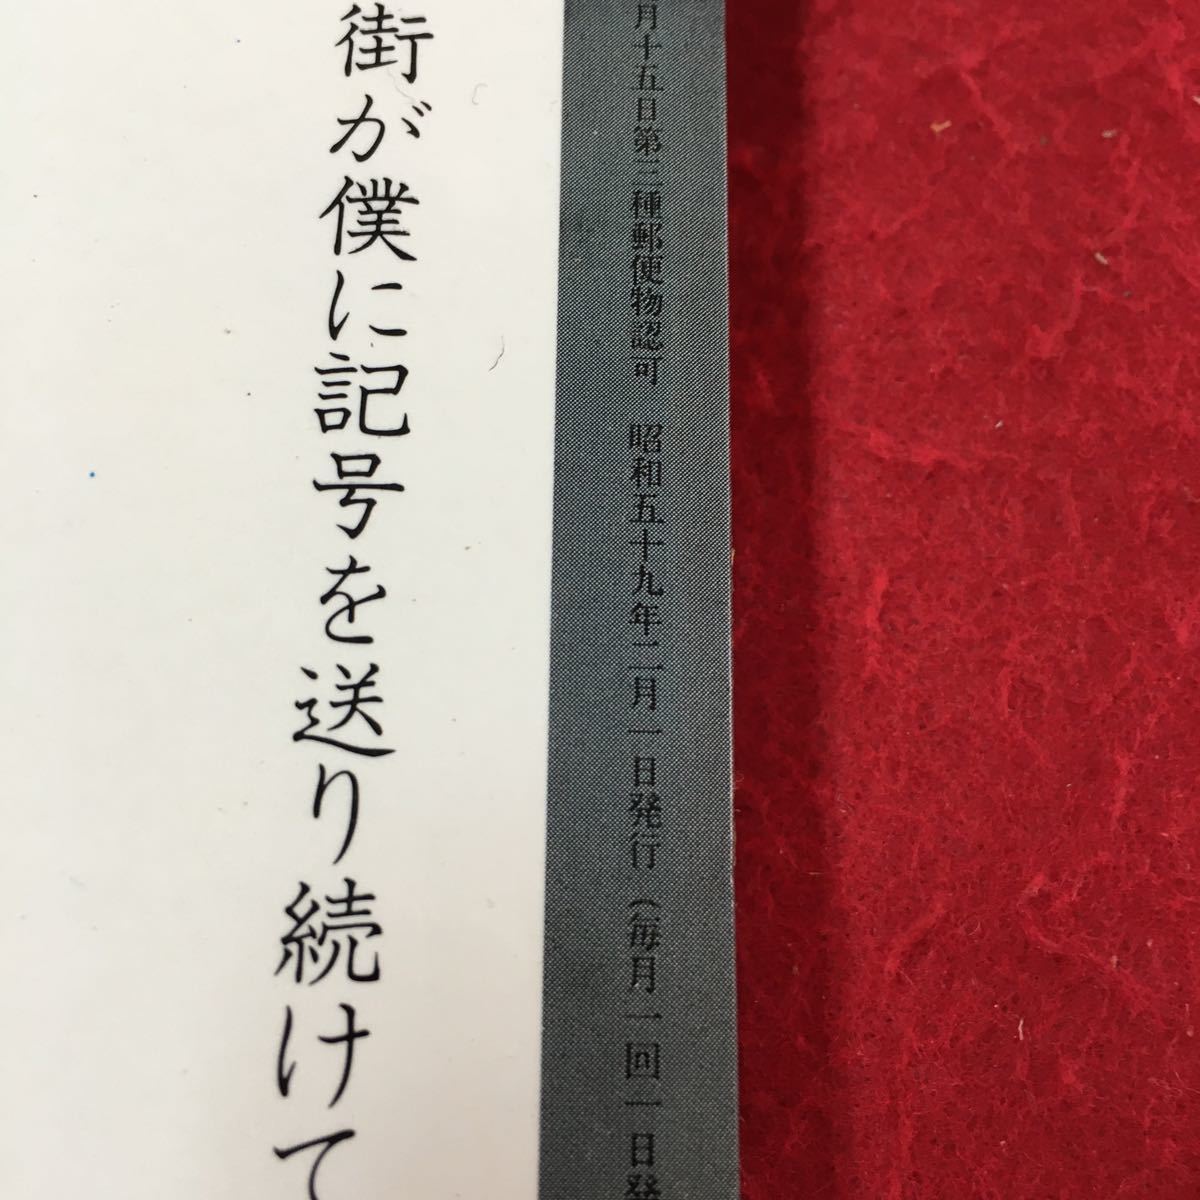 月十五日第三種郵便物認可　昭和五十九年二月一日発行（毎月一回一日発
街が僕に記号を送り続けて